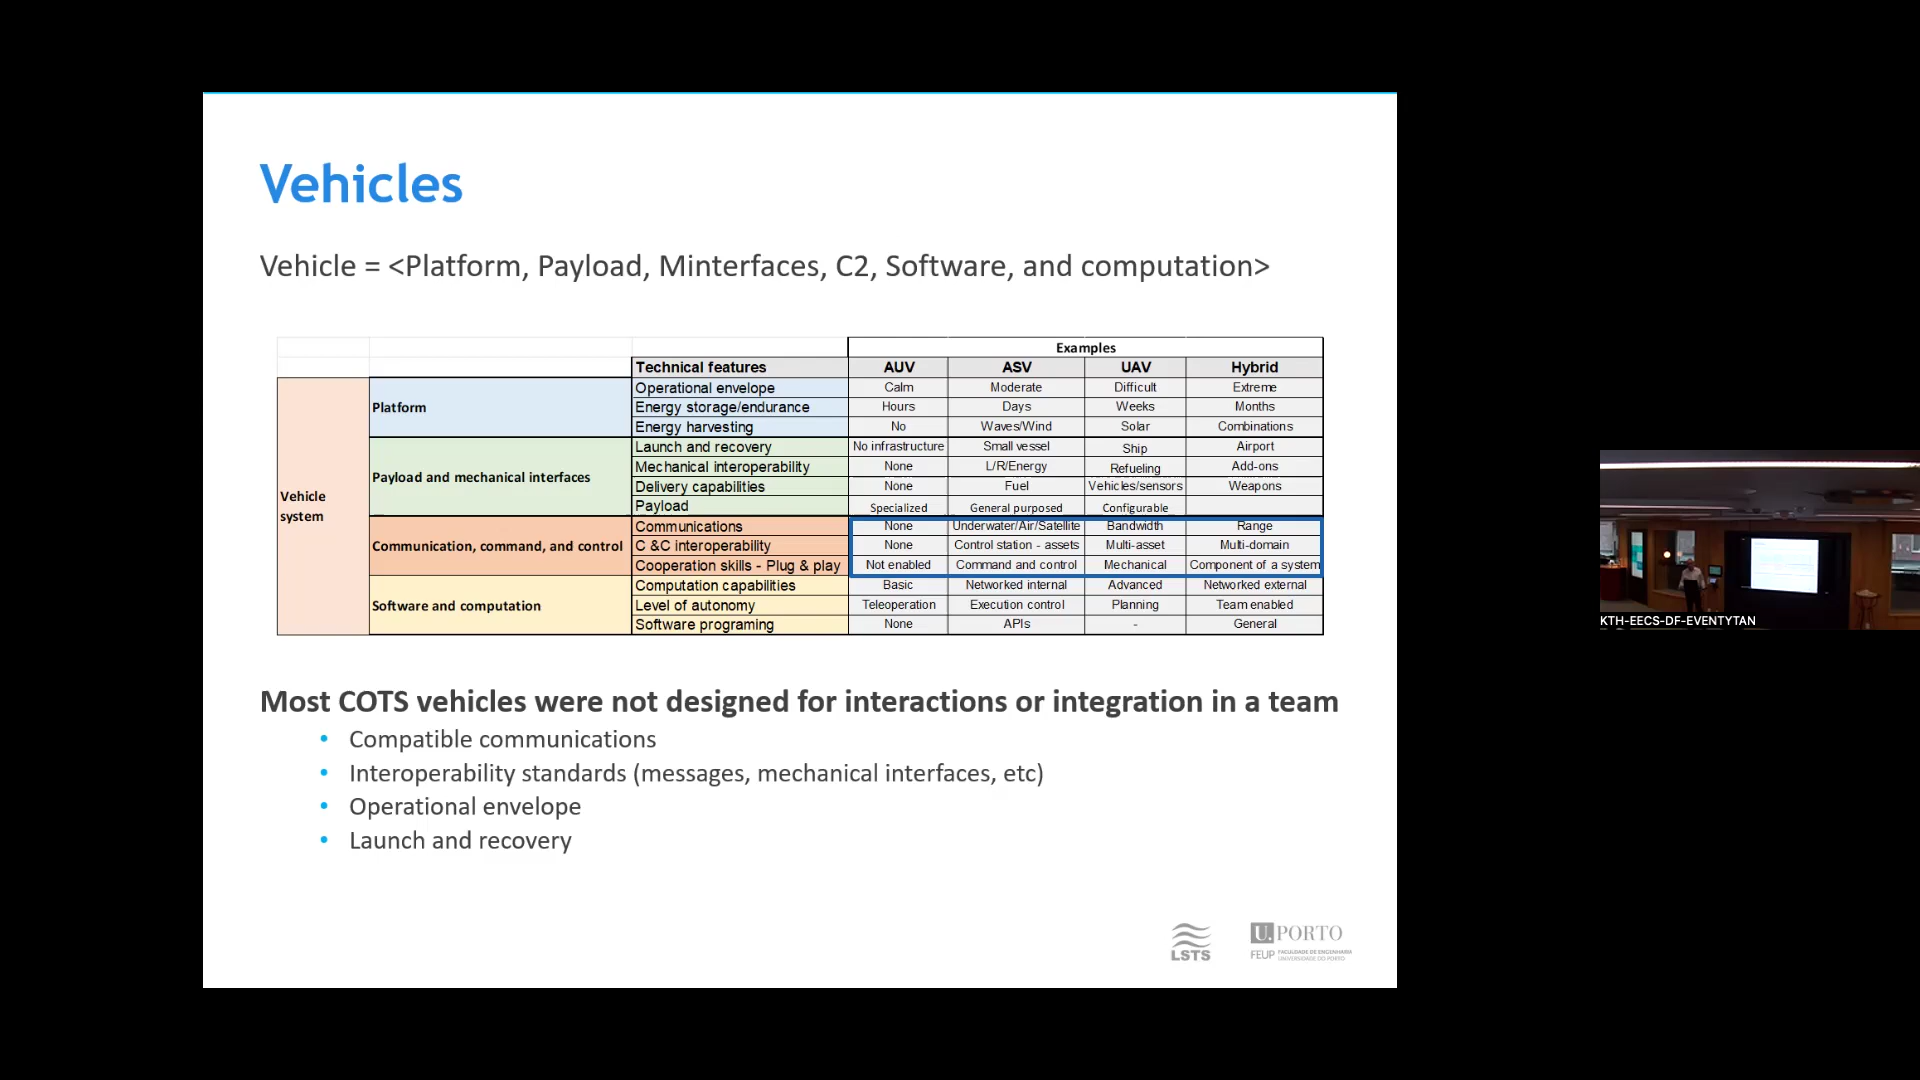 Vehicles
Vehicle = <Platform, Payload, Minterfaces, C2, Software, and computation>
Examples
Technical features AUV ASV UAV Hybrid
Vehicle system
Platform
Operational envelope Calm Moderate Difficult Extreme
Energy storage/endurance Hours Days Weeks Months
Energy harvesting No Waves/Wind Solar Combinations
Payload and mechanical interfaces
Launch and recovery No infrastructure Small vessel Ship Airport
Mechanical interoperability None L/R/Energy Refueling Add-ons
Delivery capabilities None Fuel Vehicles/sensors Weapons
Payload Specialized General purposed Configurable
Communication, command, and control
Communications None Underwater/Air/Satellite Bandwidth Range
C &C interoperability None Control station - assets Multi-asset Multi-domain
Cooperation skills - Plug & play Not enabled Command and control Mechanical Component of a system
Software and computation
Computation capabilities Basic Networked internal Advanced Networked external
Level of autonomy Teleoperation Execution control Planning Team enabled
Software programing None APIs - General
Most COTS vehicles were not designed for interactions or integration in a team
• Compatible communications
• Interoperability standards (messages, mechanical interfaces, etc)
• Operational envelope
• Launch and recovery
LSTS
U. PORTO
FEUP FACULDADE DE ENGENHARIA
UNIVERSIDADE DO PORTO
KTH-EECS-DF-EVENTYTAN